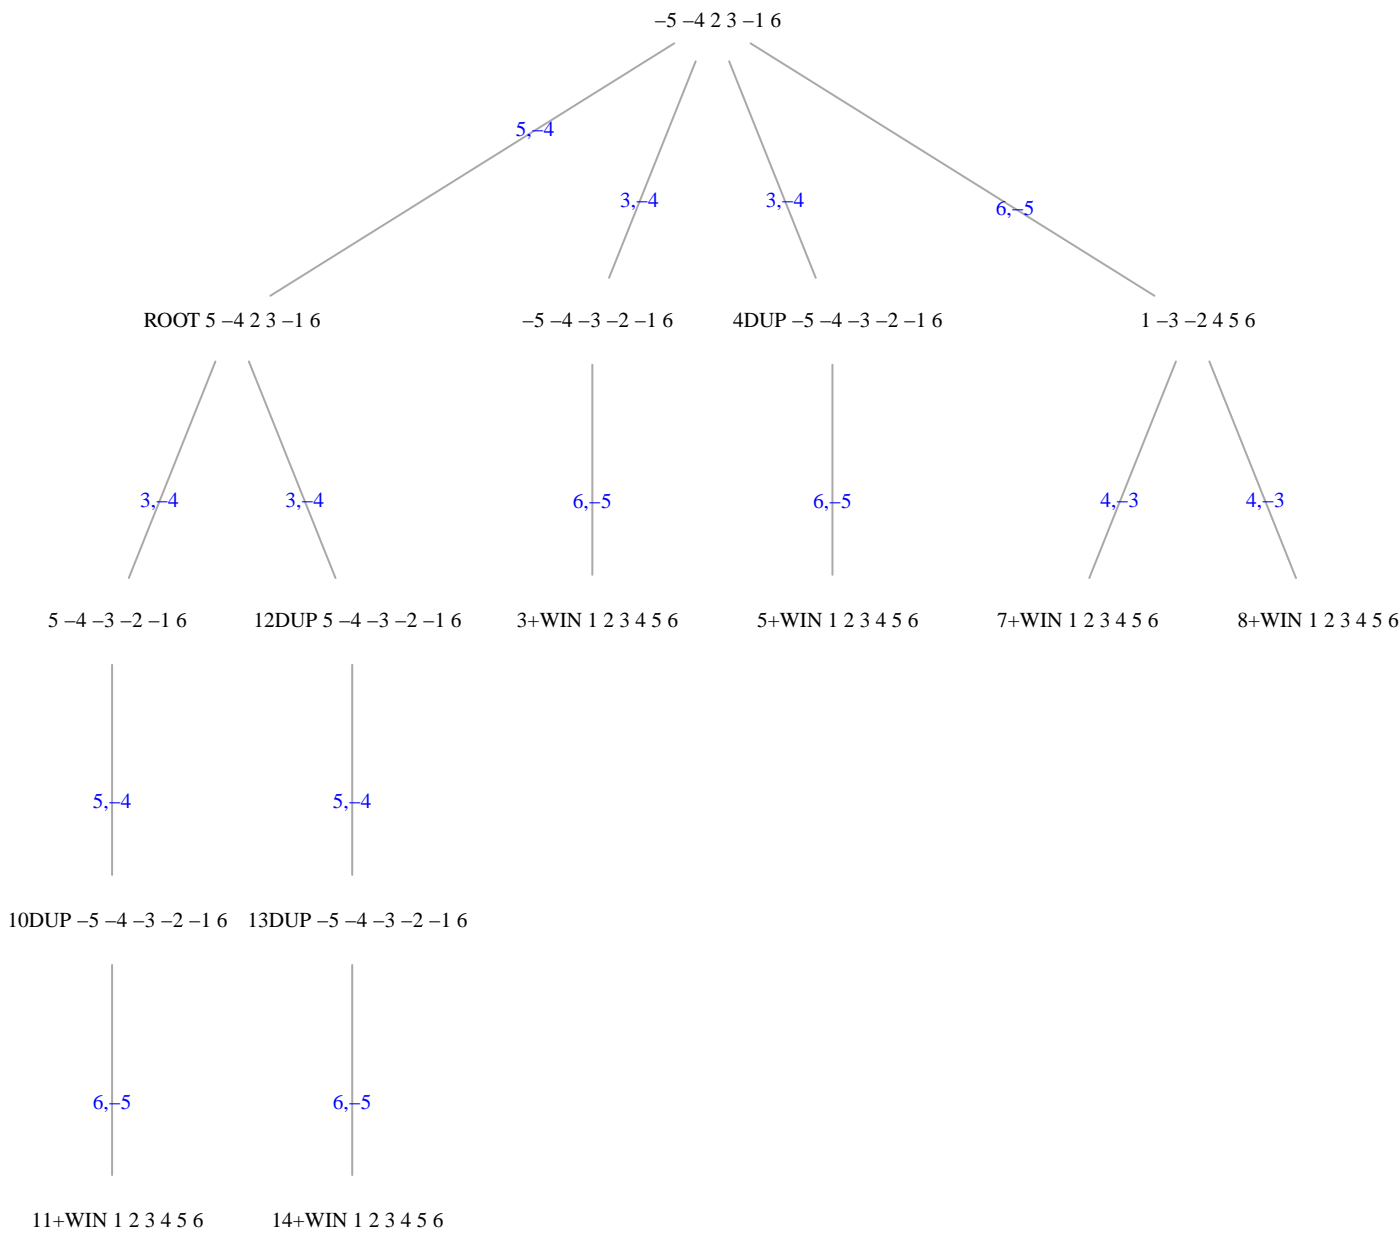 −5 −4 2 3 −1 6
5,−4
3,−4
3,−4
6,−5
ROOT 5 −4 2 3 −1 6
−5 −4 −3 −2 −1 6
4DUP −5 −4 −3 −2 −1 6
1 −3 −2 4 5 6
3,−4
3,−4
6,−5
6,−5
4,−3
4,−3
5 −4 −3 −2 −1 6
12DUP 5 −4 −3 −2 −1 6
3+WIN 1 2 3 4 5 6
5+WIN 1 2 3 4 5 6
7+WIN 1 2 3 4 5 6
8+WIN 1 2 3 4 5 6
5,−4
5,−4
10DUP −5 −4 −3 −2 −1 6
13DUP −5 −4 −3 −2 −1 6
6,−5
6,−5
11+WIN 1 2 3 4 5 6
14+WIN 1 2 3 4 5 6